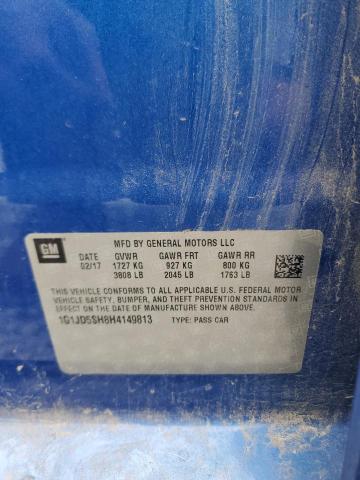 GM
MFD BY GENERAL MOTORS LLC
DATE GVWR GAWR FRT GAWR RR
02/17 1727 KG 927 KG 800 KG
3808 LB 2045 LB 1763 LB
THIS VEHICLE CONFORMS TO ALL APPLICABLE U.S. FEDERAL MOTOR
VEHICLE SAFETY, BUMPER, AND THEFT PREVENTION STANDARDS IN
EFFECT ON THE DATE OF MANUFACTURE SHOWN ABOVE.
1G1JD5SH8H4149813 TYPE: PASS CAR